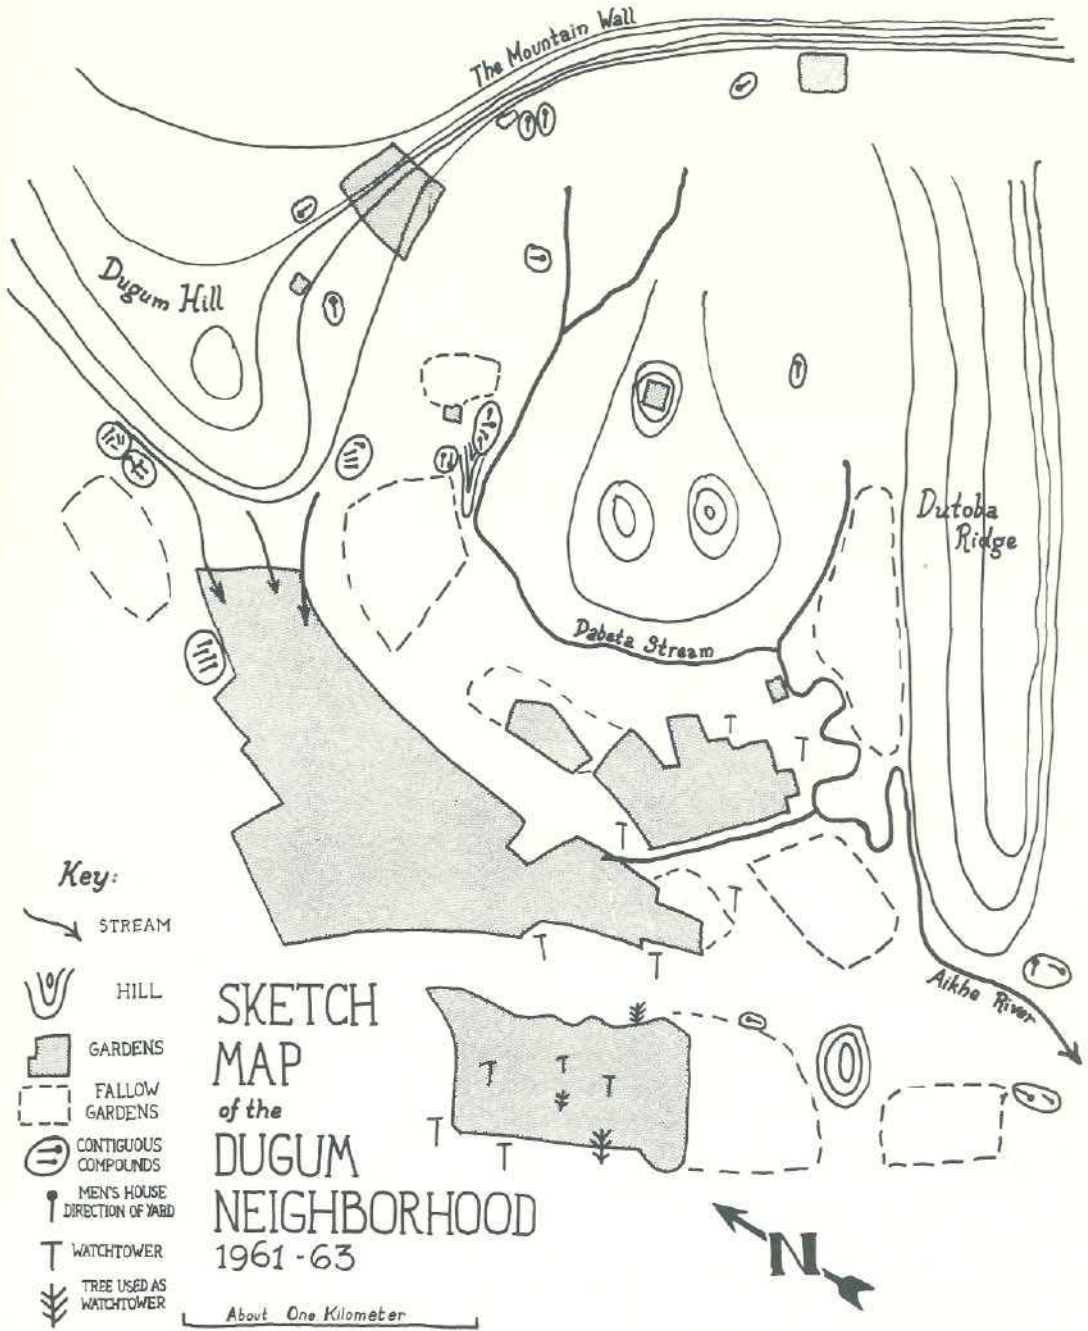 The Mountain Wall
Dugum Hill
Dutoba
Ridge
Dabeta Stream
Aikhe River
Key:
STREAM
HILL
GARDENS
FALLOW
GARDENS
CONTIGUOUS
COMPOUNDS
MEN'S HOUSE
DIRECTION OF YARD
WATCHTOWER
TREE USED AS
WATCHTOWER
SKETCH
MAP
of the
DUGUM
NEIGHBORHOOD
1961-63
About One Kilometer
N